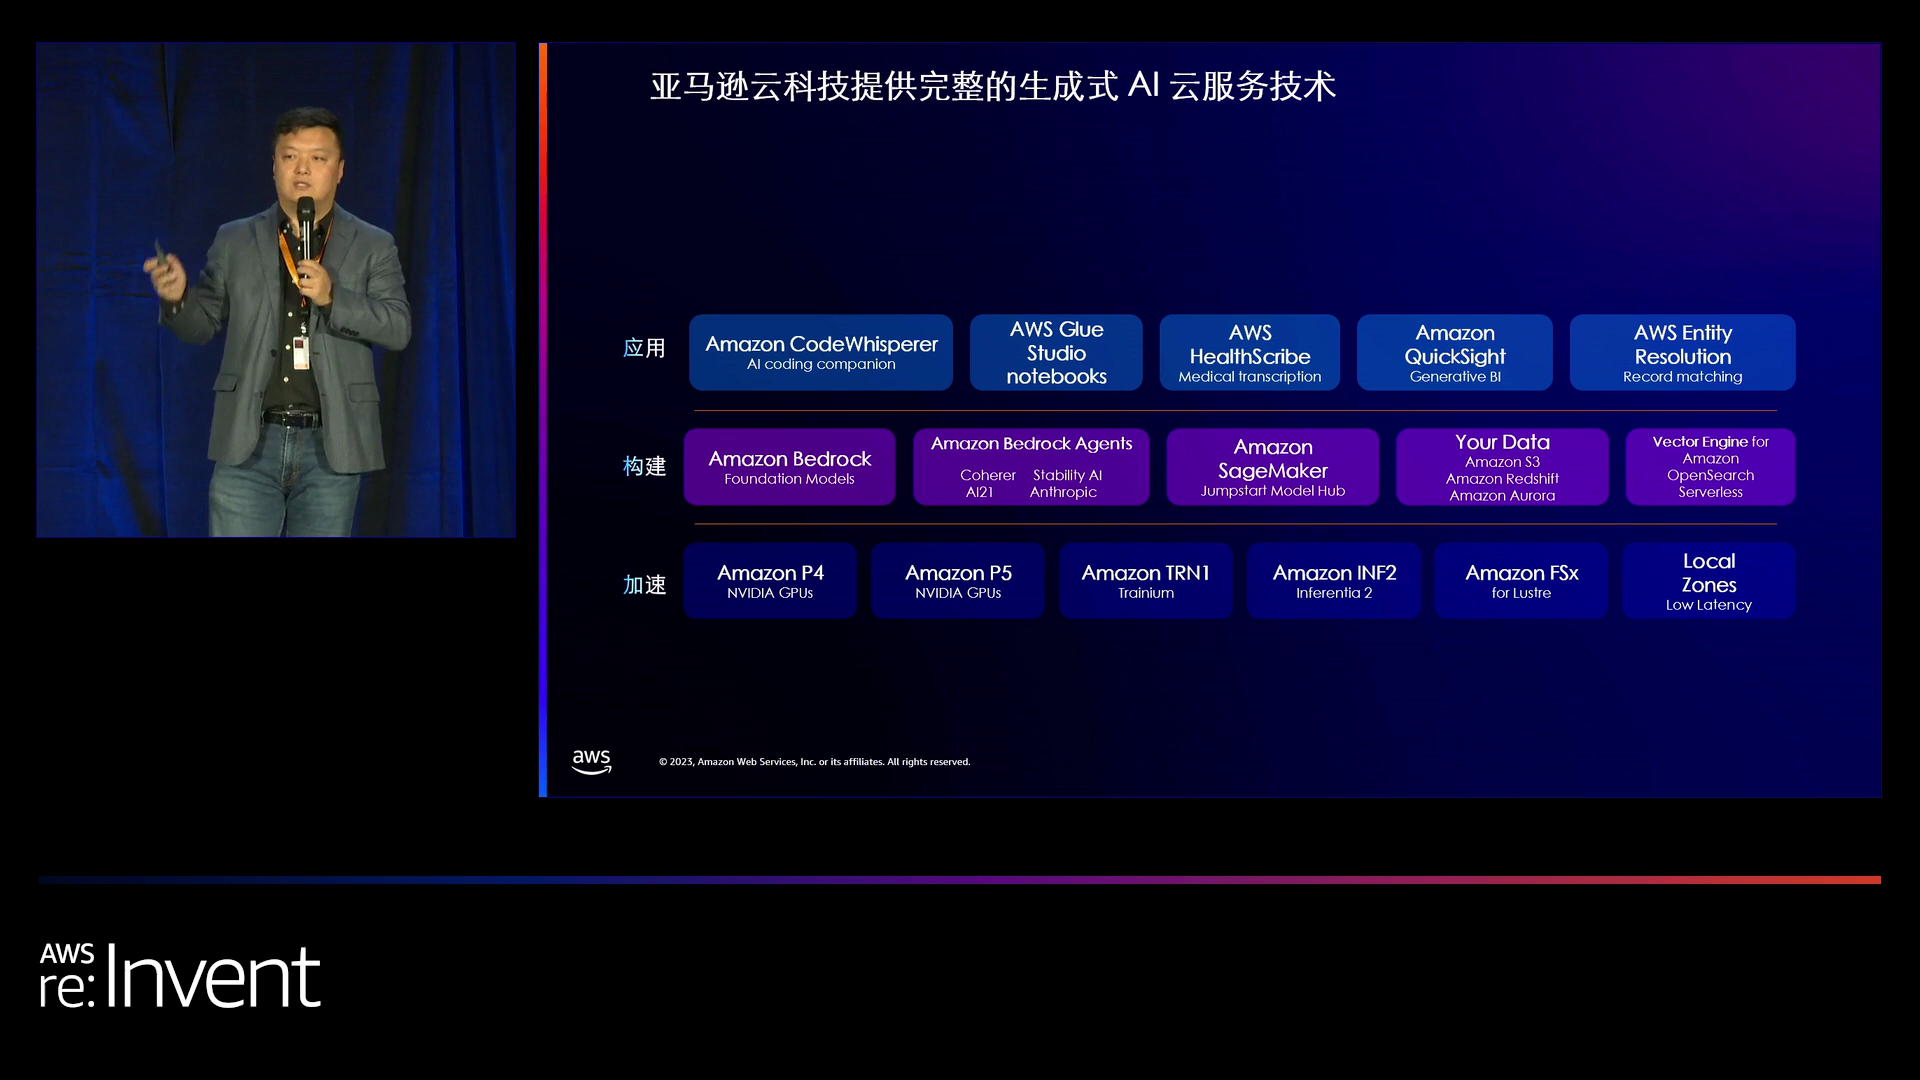 亚马逊云科技提供完整的生成式 AI 云服务技术
应用
Amazon CodeWhisperer
AI coding companion
AWS Glue
Studio
notebooks
AWS
HealthScribe
Medical transcription
Amazon
QuickSight
Generative BI
AWS Entity
Resolution
Record matching
构建
Amazon Bedrock
Foundation Models
Amazon Bedrock Agents
Coherer Stability AI
AI21 Anthropic
Amazon
SageMaker
Jumpstart Model Hub
Your Data
Amazon S3
Amazon Redshift
Amazon Aurora
Vector Engine for
Amazon
OpenSearch
Serverless
加速
Amazon P4
NVIDIA GPUs
Amazon P5
NVIDIA GPUs
Amazon TRN1
Trainium
Amazon INF2
Inferentia 2
Amazon FSx
for Lustre
Local
Zones
Low Latency
aws
© 2023, Amazon Web Services, Inc. or its affiliates. All rights reserved.
AWS
re:Invent